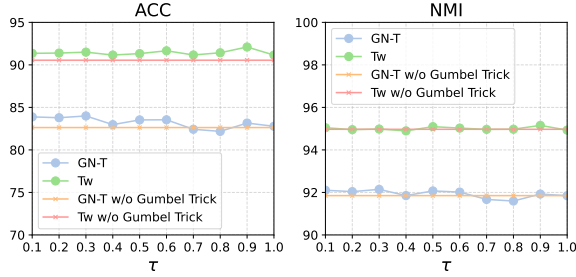 ACC
95
90
85
80
75
70
GN-T
Tw
GN-T w/o Gumbel Trick
Tw w/o Gumbel Trick
0.1 0.2 0.3 0.4 0.5 0.6 0.7 0.8 0.9 1.0
τ
NMI
100
98
96
94
92
90
GN-T
Tw
GN-T w/o Gumbel Trick
Tw w/o Gumbel Trick
0.1 0.2 0.3 0.4 0.5 0.6 0.7 0.8 0.9 1.0
τ